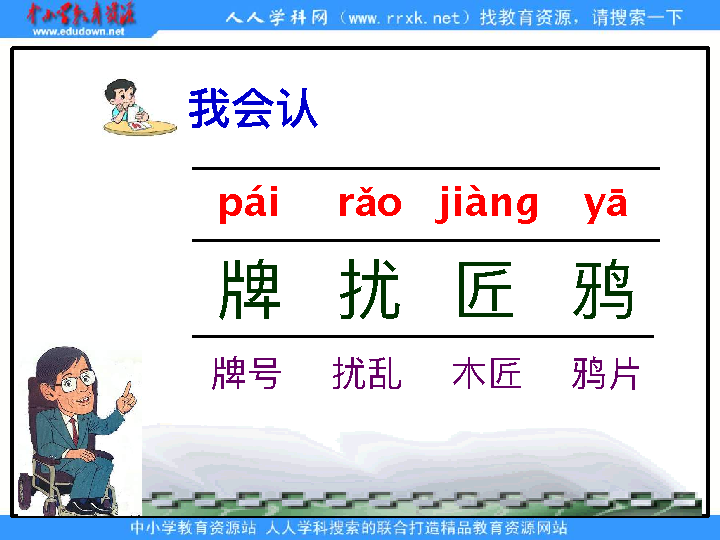 中小学教育资源
www.edudown.net
人人学科网（www.rrxk.net）找教育资源，请搜索一下
我会认
pái rǎo jiàng yā
牌 扰 匠 鸦
牌号 扰乱 木匠 鸦片
中小学教育资源站 人人学科搜索的联合打造精品教育资源网站